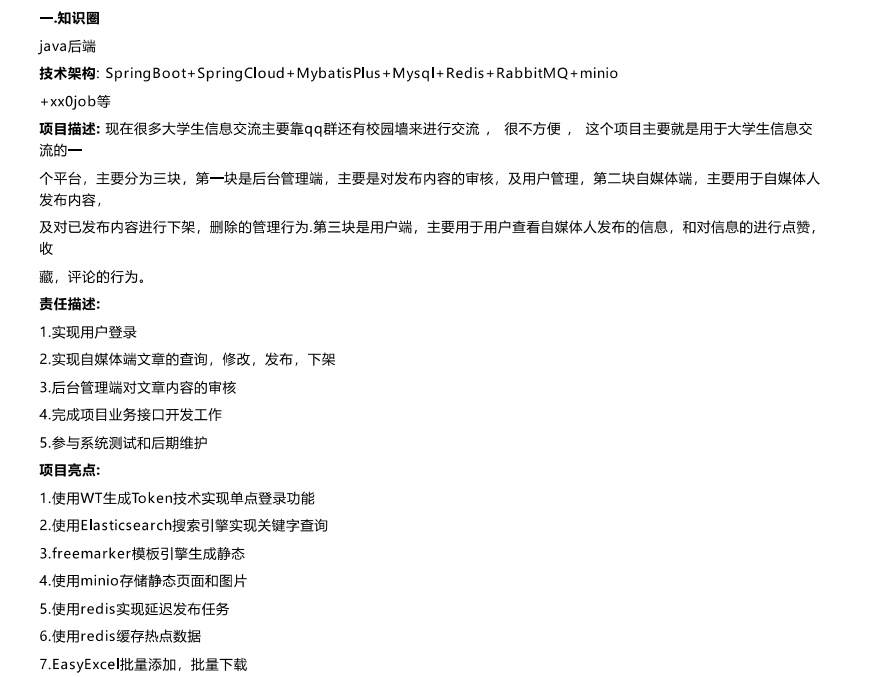 一.知识圈
java后端
技术架构: SpringBoot+SpringCloud+MybatisPlus+Mysql+Redis+RabbitMQ+minio
+xx0job等
项目描述: 现在很多大学生信息交流主要靠qq群还有校园墙来进行交流 ， 很不方便 ， 这个项目主要就是用于大学生信息交
流的一
个平台，主要分为三块，第一块是后台管理端，主要是对发布内容的审核，及用户管理，第二块自媒体端，主要用于自媒体人
发布内容，
及对已发布内容进行下架，删除的管理行为.第三块是用户端，主要用于用户查看自媒体人发布的信息，和对信息的进行点赞，
收
藏，评论的行为。
责任描述:
1.实现用户登录
2.实现自媒体端文章的查询，修改，发布，下架
3.后台管理端对文章内容的审核
4.完成项目业务接口开发工作
5.参与系统测试和后期维护
项目亮点:
1.使用WT生成Token技术实现单点登录功能
2.使用Elasticsearch搜索引擎实现关键字查询
3.freemarker模板引擎生成静态
4.使用minio存储静态页面和图片
5.使用redis实现延迟发布任务
6.使用redis缓存热点数据
7.EasyExcel批量添加，批量下载